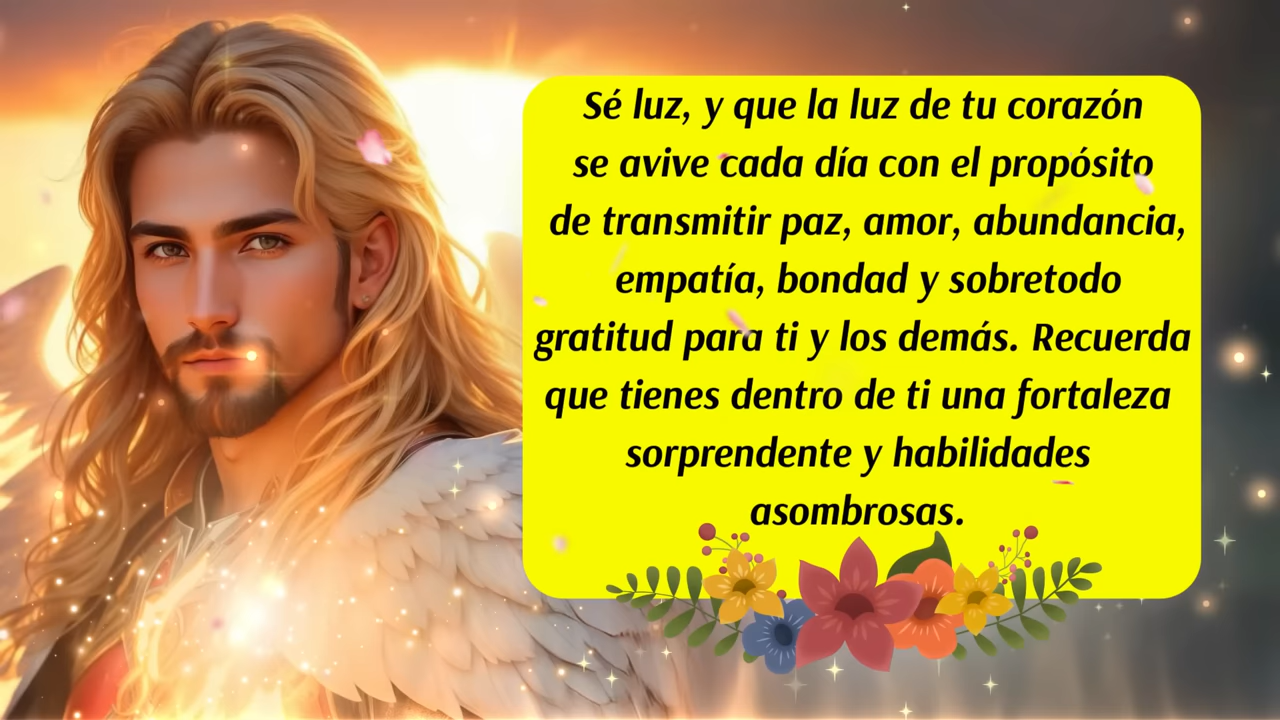 Sé luz, y que la luz de tu corazón
se avive cada día con el propósito
de transmitir paz, amor, abundancia,
empatía, bondad y sobretodo
gratitud para ti y los demás. Recuerda
que tienes dentro de ti una fortaleza
sorprendente y habilidades
asombrosas.